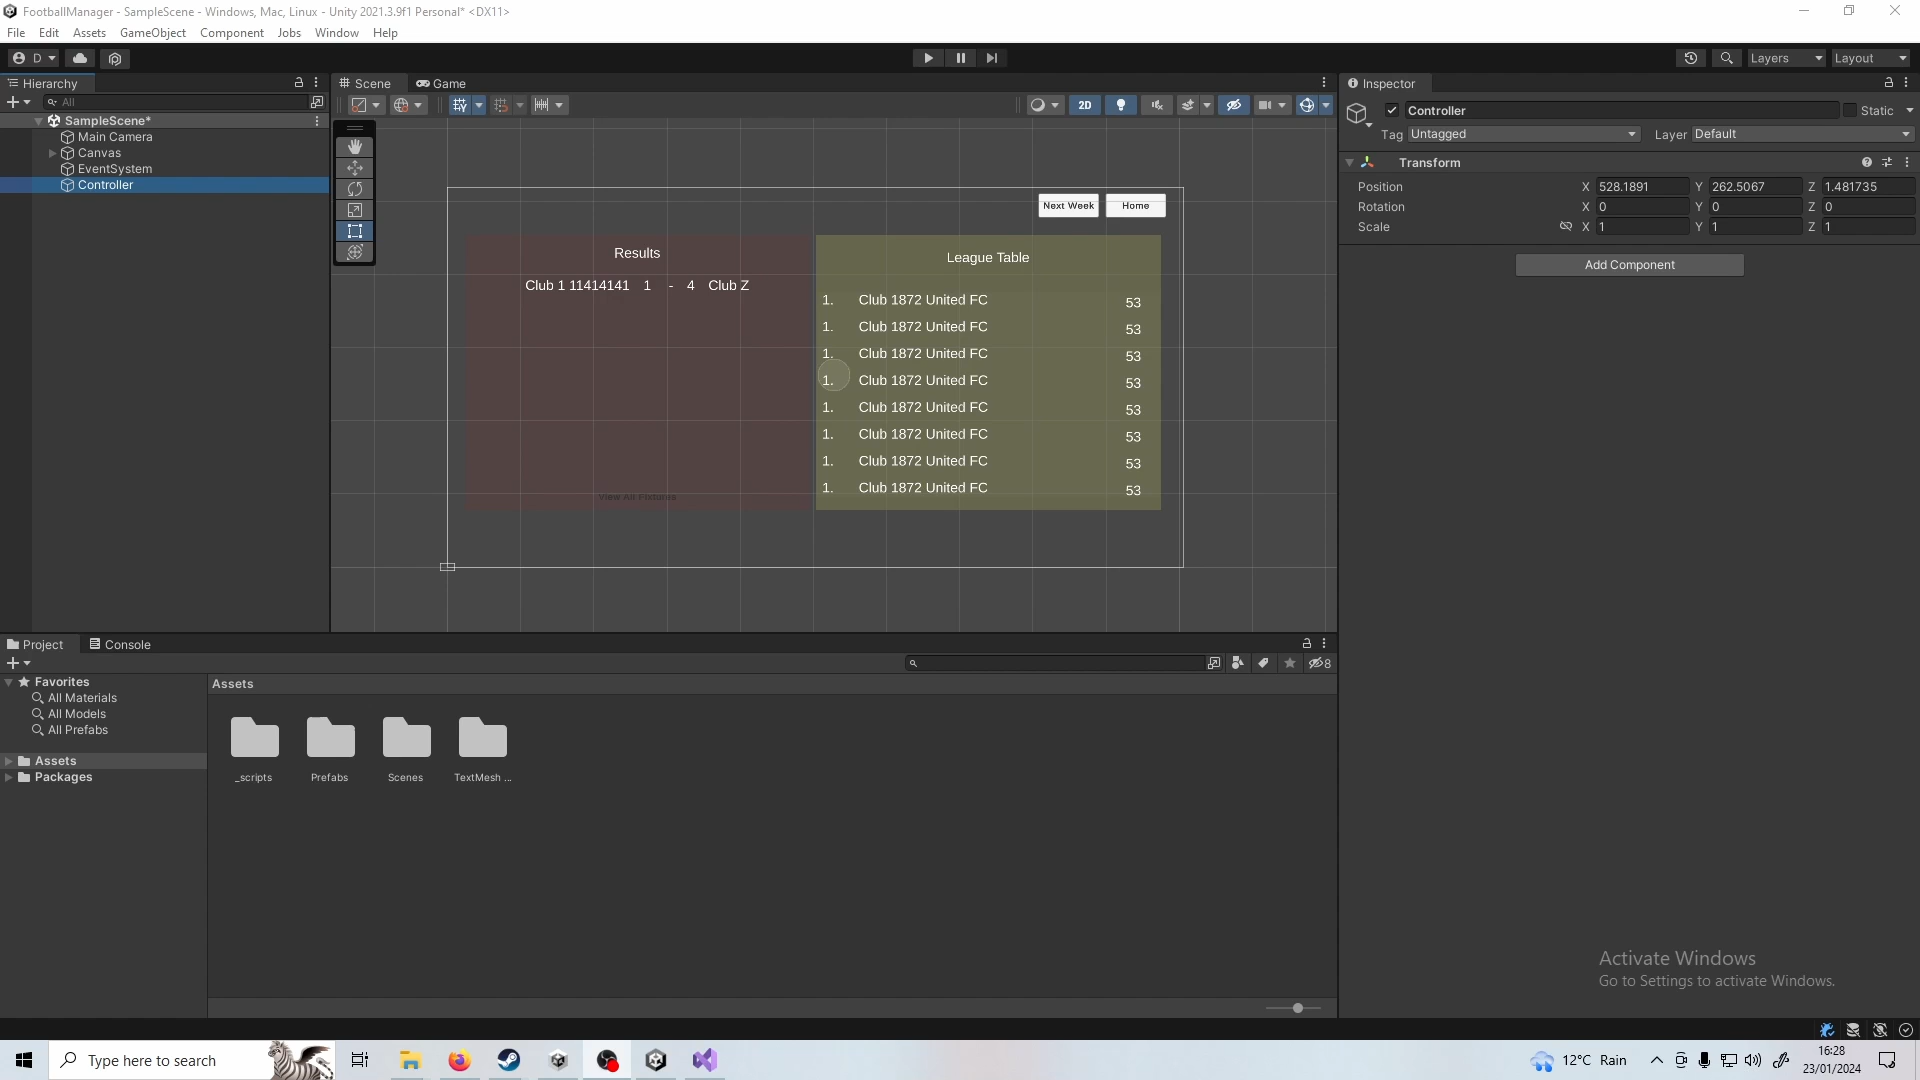 FootballManager - SampleScene - Windows, Mac, Linux - Unity 2021.3.9f1 Personal* <DX11>
File Edit Assets GameObject Component Jobs Window Help
D Layers Layout
Hierarchy Scene Game Inspector
All 2D Controller Static
SampleScene* Tag Untagged Layer Default
Main Camera
Canvas Transform
EventSystem
Controller Position X 528.1891 Y 262.5067 Z 1.481735
Rotation X 0 Y 0 Z 0
Scale X 1 Y 1 Z 1
Add Component
Next Week Home
Results League Table
Club 1 11414141 1 - 4 Club Z
1. Club 1872 United FC 53
1. Club 1872 United FC 53
1. Club 1872 United FC 53
1. Club 1872 United FC 53
1. Club 1872 United FC 53
1. Club 1872 United FC 53
1. Club 1872 United FC 53
1. Club 1872 United FC 53
View All Fixtures
Project Console
8
Favorites Assets
All Materials
All Models
All Prefabs
Assets
Packages
_scripts Prefabs Scenes TextMesh ...
Activate Windows
Go to Settings to activate Windows.
Type here to search
12°C Rain
16:28
23/01/2024